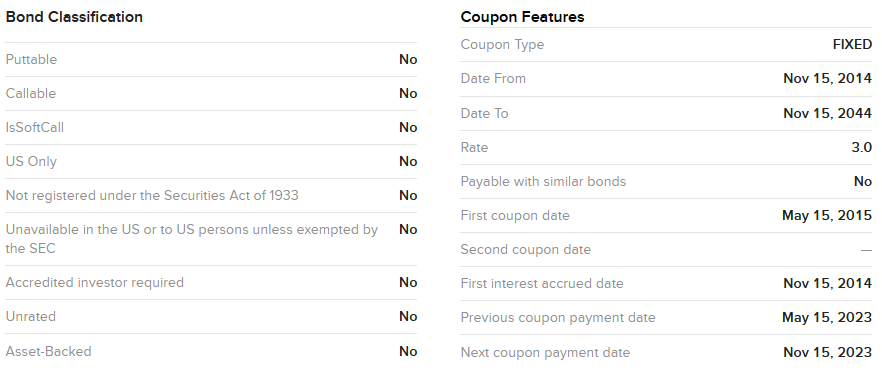 Bond Classification
Puttable No
Callable No
IsSoftCall No
US Only No
Not registered under the Securities Act of 1933 No
Unavailable in the US or to US persons unless exempted by No
the SEC
Accredited investor required No
Unrated No
Asset-Backed No
Coupon Features
Coupon Type FIXED
Date From Nov 15, 2014
Date To Nov 15, 2044
Rate 3.0
Payable with similar bonds No
First coupon date May 15, 2015
Second coupon date —
First interest accrued date Nov 15, 2014
Previous coupon payment date May 15, 2023
Next coupon payment date Nov 15, 2023